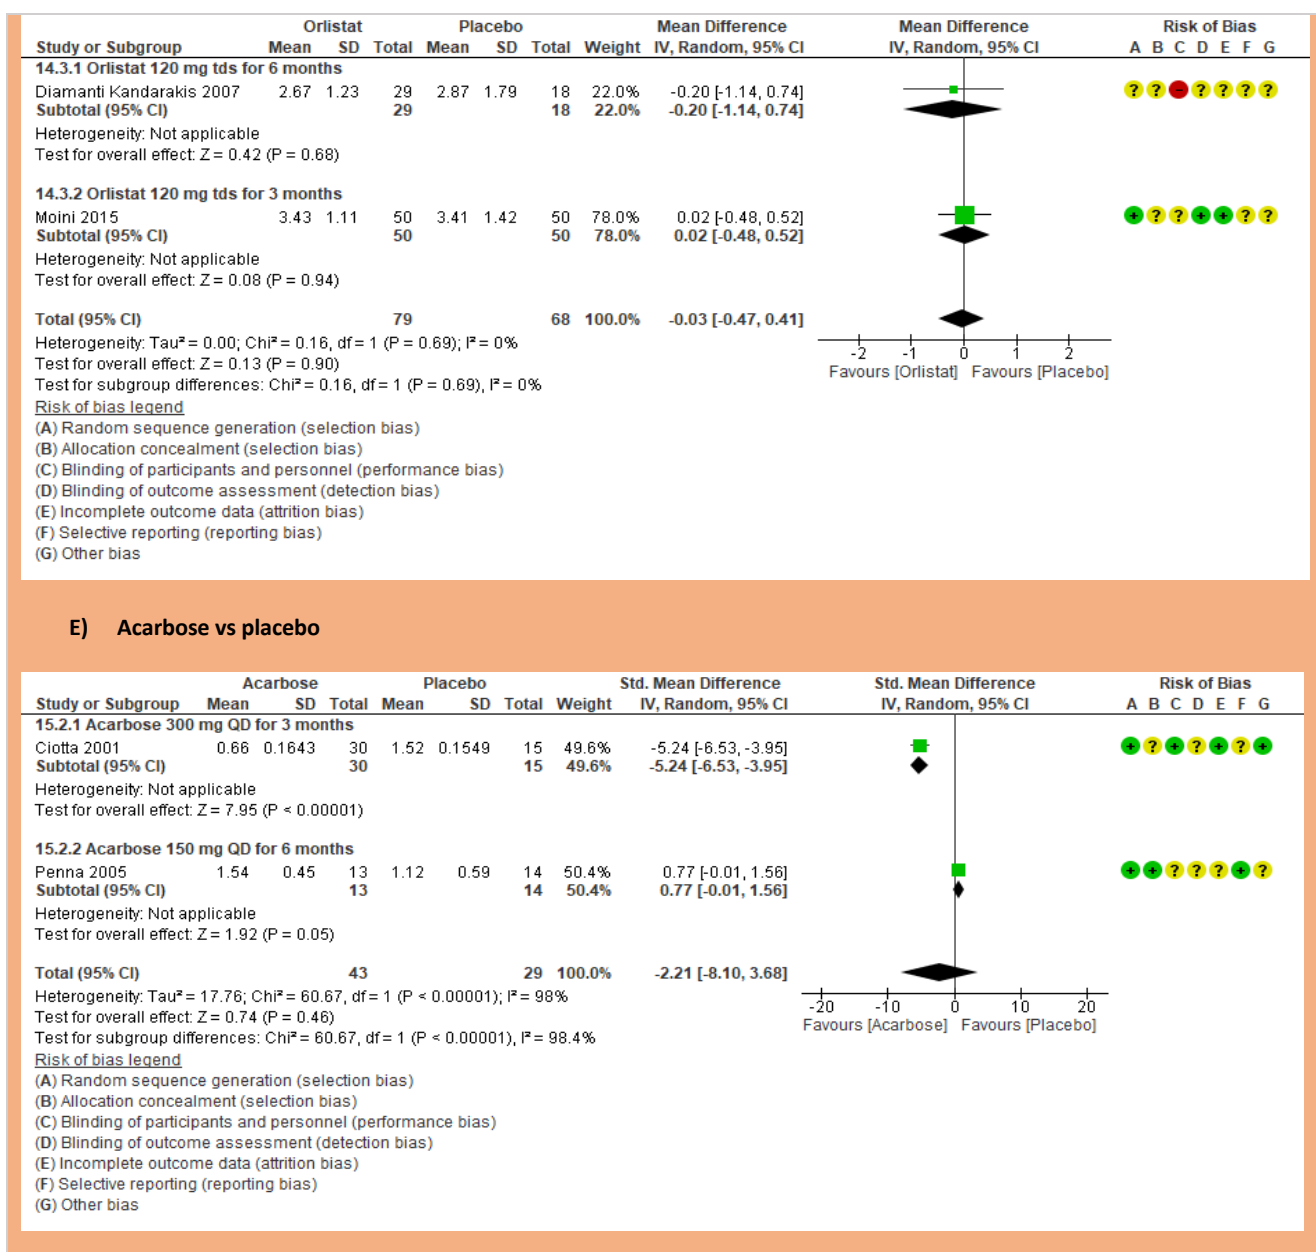 Orlistat Placebo Mean Difference Mean Difference Risk of Bias
Study or Subgroup Mean SD Total Mean SD Total Weight IV, Random, 95% CI IV, Random, 95% CI A B C D E F G
14.3.1 Orlistat 120 mg tds for 6 months
Diamanti Kandarakis 2007 2.67 1.23 29 2.87 1.79 18 22.0% -0.20 [-1.14, 0.74] ? ? - ? ? ? ?
Subtotal (95% CI) 29 18 22.0% -0.20 [-1.14, 0.74]
Heterogeneity: Not applicable
Test for overall effect: Z = 0.42 (P = 0.68)
14.3.2 Orlistat 120 mg tds for 3 months
Moini 2015 3.43 1.11 50 3.41 1.42 50 78.0% 0.02 [-0.48, 0.52] + ? ? + + ? ?
Subtotal (95% CI) 50 50 78.0% 0.02 [-0.48, 0.52]
Heterogeneity: Not applicable
Test for overall effect: Z = 0.08 (P = 0.94)
Total (95% CI) 79 68 100.0% -0.03 [-0.47, 0.41]
Heterogeneity: Tau² = 0.00; Chi² = 0.16, df = 1 (P = 0.69); I² = 0%
Test for overall effect: Z = 0.13 (P = 0.90)
Test for subgroup differences: Chi² = 0.16, df = 1 (P = 0.69), I² = 0%
-2 -1 0 1 2
Favours [Orlistat] Favours [Placebo]
Risk of bias legend
(A) Random sequence generation (selection bias)
(B) Allocation concealment (selection bias)
(C) Blinding of participants and personnel (performance bias)
(D) Blinding of outcome assessment (detection bias)
(E) Incomplete outcome data (attrition bias)
(F) Selective reporting (reporting bias)
(G) Other bias
E) Acarbose vs placebo
Acarbose Placebo Std. Mean Difference Std. Mean Difference Risk of Bias
Study or Subgroup Mean SD Total Mean SD Total Weight IV, Random, 95% CI IV, Random, 95% CI A B C D E F G
15.2.1 Acarbose 300 mg QD for 3 months
Ciotta 2001 0.66 0.1643 30 1.52 0.1549 15 49.6% -5.24 [-6.53, -3.95] + ? + ? + ? +
Subtotal (95% CI) 30 15 49.6% -5.24 [-6.53, -3.95]
Heterogeneity: Not applicable
Test for overall effect: Z = 7.95 (P < 0.00001)
15.2.2 Acarbose 150 mg QD for 6 months
Penna 2005 1.54 0.45 13 1.12 0.59 14 50.4% 0.77 [-0.01, 1.56] + + ? ? ? + ?
Subtotal (95% CI) 13 14 50.4% 0.77 [-0.01, 1.56]
Heterogeneity: Not applicable
Test for overall effect: Z = 1.92 (P = 0.05)
Total (95% CI) 43 29 100.0% -2.21 [-8.10, 3.68]
Heterogeneity: Tau² = 17.76; Chi² = 60.67, df = 1 (P < 0.00001); I² = 98%
Test for overall effect: Z = 0.74 (P = 0.46)
Test for subgroup differences: Chi² = 60.67, df = 1 (P < 0.00001), I² = 98.4%
-20 -10 0 10 20
Favours [Acarbose] Favours [Placebo]
Risk of bias legend
(A) Random sequence generation (selection bias)
(B) Allocation concealment (selection bias)
(C) Blinding of participants and personnel (performance bias)
(D) Blinding of outcome assessment (detection bias)
(E) Incomplete outcome data (attrition bias)
(F) Selective reporting (reporting bias)
(G) Other bias